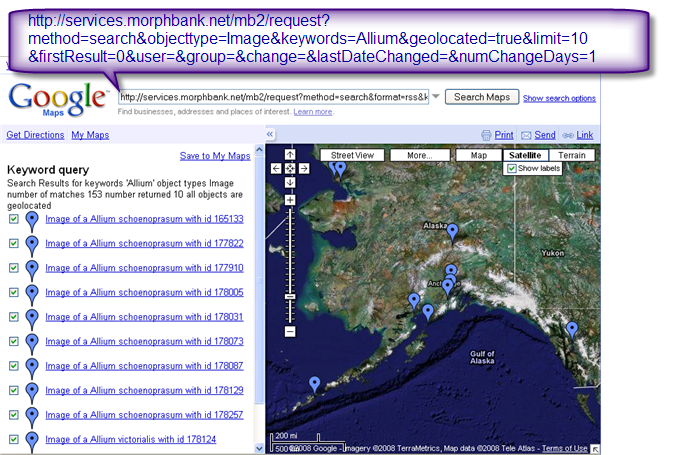 http://services.morphbank.net/mb2/request?
method=search&objecttype=Image&keywords=Allium&geolocated=true&limit=10
&firstResult=0&user=&group=&change=&lastDateChanged=&numChangeDays=1
Google
Maps
http://services.morphbank.net/mb2/request?method=search&format=rss&k
Search Maps
Show search options
Find businesses, addresses and places of interest. Learn more.
Get Directions My Maps
«
Print Send Link
Save to My Maps
Keyword query
Search Results for keywords 'Allium' object types Image
number of matches 153 number returned 10 all objects are
geolocated
Image of a Allium schoenoprasum with id 165133
Image of a Allium schoenoprasum with id 177822
Image of a Allium schoenoprasum with id 177910
Image of a Allium schoenoprasum with id 178005
Image of a Allium schoenoprasum with id 178031
Image of a Allium schoenoprasum with id 178073
Image of a Allium schoenoprasum with id 178087
Image of a Allium schoenoprasum with id 178129
Image of a Allium schoenoprasum with id 178257
Image of a Allium victorialis with id 178124
Street View More... Map Satellite Terrain
Show labels
Alaska
Yukon
Gulf of
Alaska
200 mi
©2008 Google - Imagery ©2008 TerraMetrics, Map data ©2008 Tele Atlas - Terms of Use